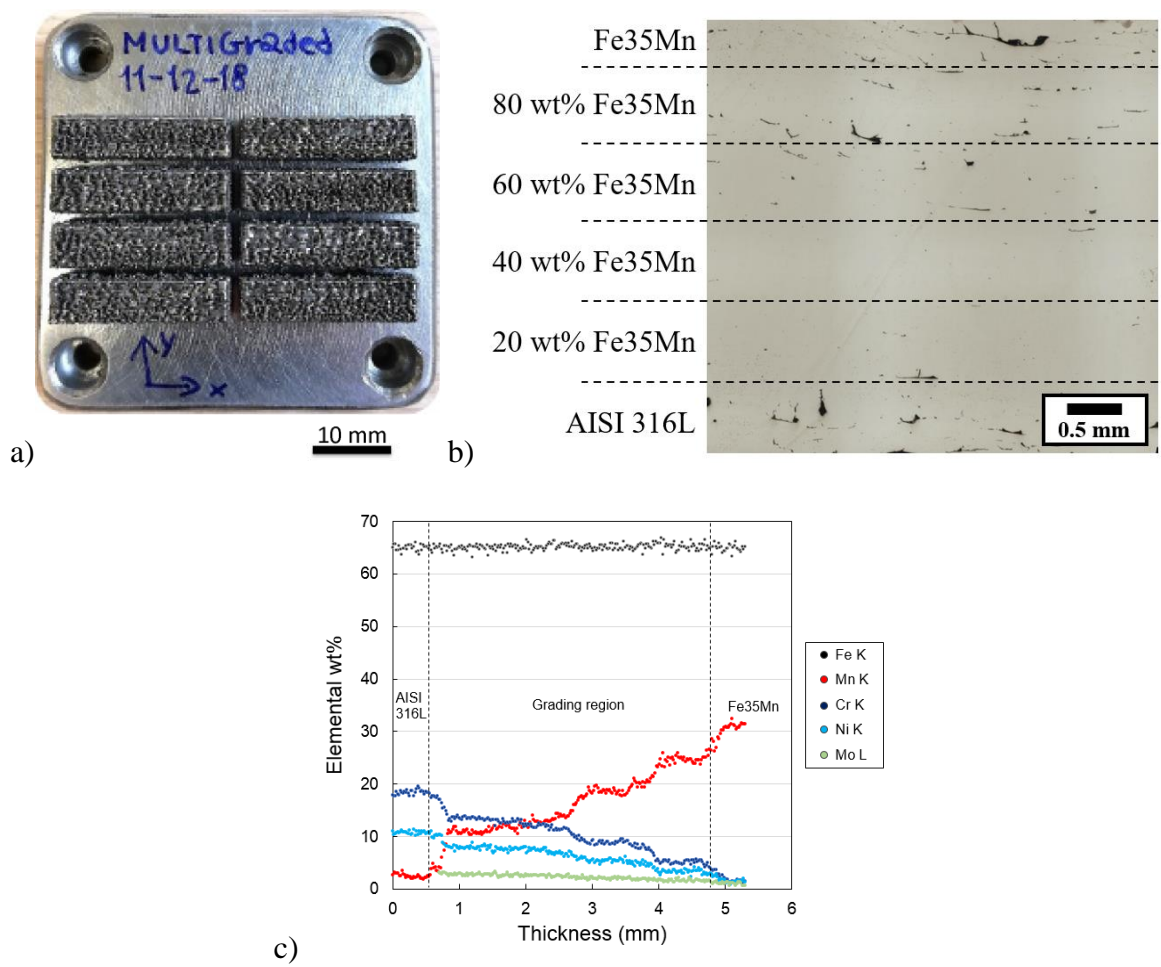 MULTIGraded
11-12-18
y
x
10 mm
a)
Fe35Mn
80 wt% Fe35Mn
60 wt% Fe35Mn
40 wt% Fe35Mn
20 wt% Fe35Mn
AISI 316L
0.5 mm
b)
70
60
50
40
30
20
10
0
Elemental wt%
AISI
316L
Grading region
Fe35Mn
0
1
2
3
4
5
6
Thickness (mm)
Fe K
Mn K
Cr K
Ni K
Mo L
c)